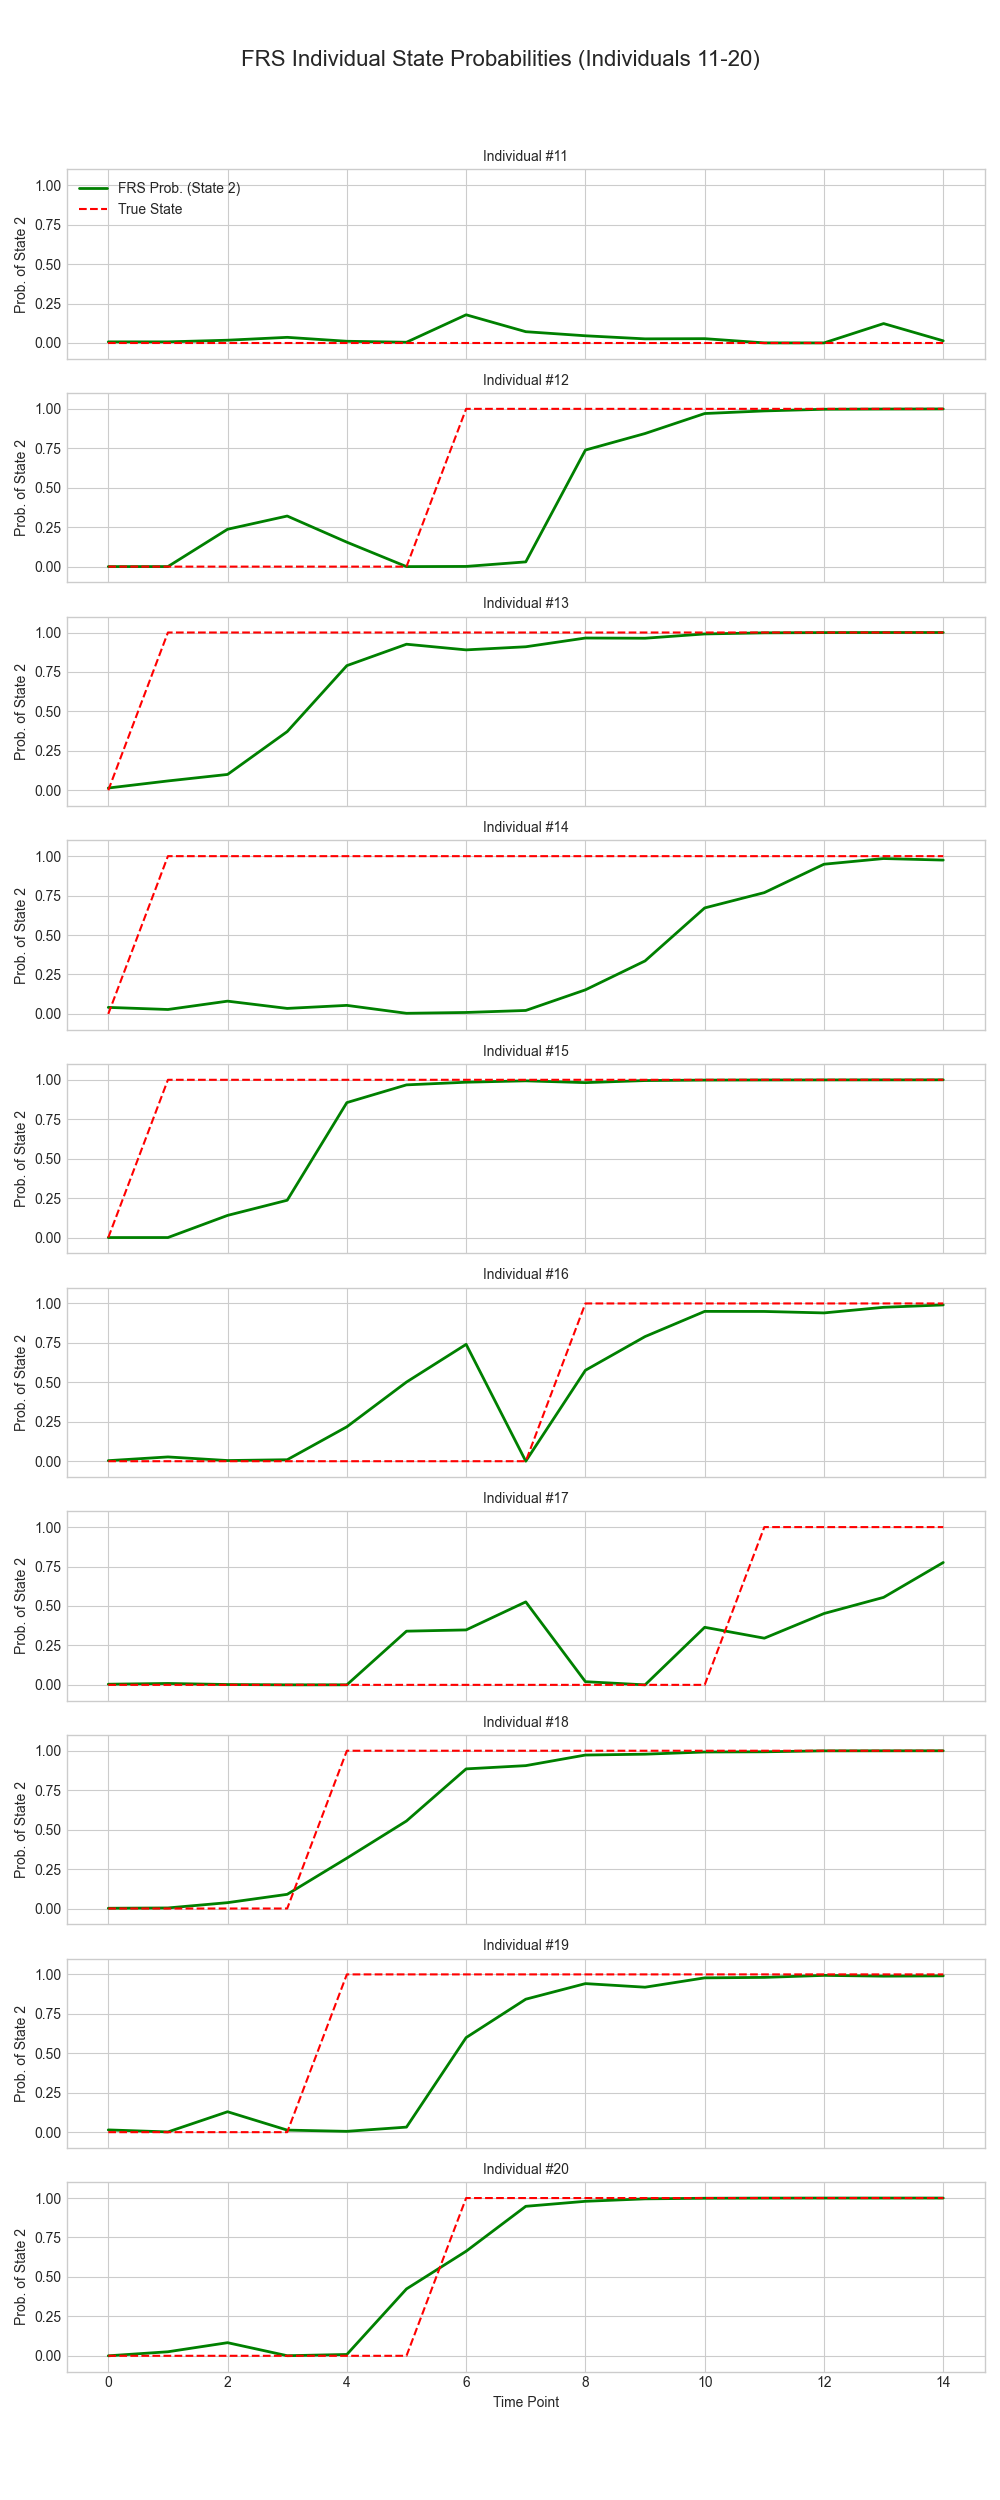 FRS Individual State Probabilities (Individuals 11-20)
Individual #11
FRS Prob. (State 2)
True State
Prob. of State 2
1.00
0.75
0.50
0.25
0.00
Individual #12
Prob. of State 2
1.00
0.75
0.50
0.25
0.00
Individual #13
Prob. of State 2
1.00
0.75
0.50
0.25
0.00
Individual #14
Prob. of State 2
1.00
0.75
0.50
0.25
0.00
Individual #15
Prob. of State 2
1.00
0.75
0.50
0.25
0.00
Individual #16
Prob. of State 2
1.00
0.75
0.50
0.25
0.00
Individual #17
Prob. of State 2
1.00
0.75
0.50
0.25
0.00
Individual #18
Prob. of State 2
1.00
0.75
0.50
0.25
0.00
Individual #19
Prob. of State 2
1.00
0.75
0.50
0.25
0.00
Individual #20
Prob. of State 2
1.00
0.75
0.50
0.25
0.00
0 2 4 6 8 10 12 14
Time Point